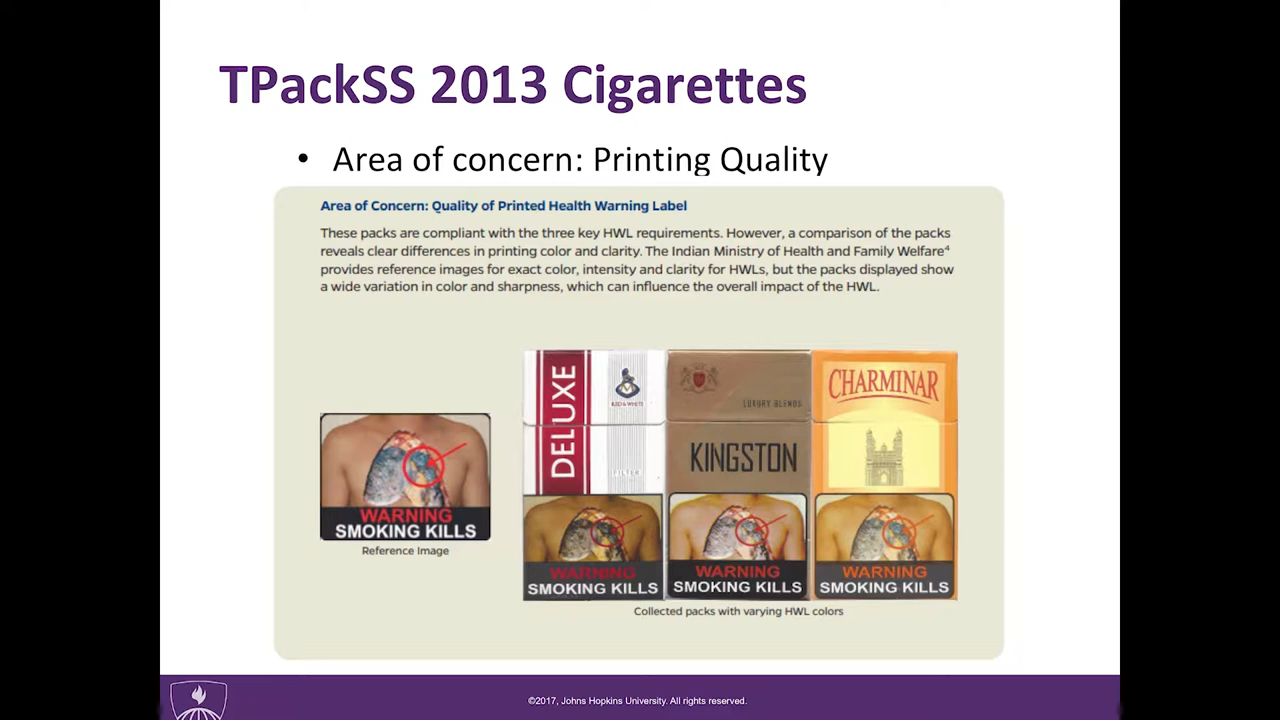 TPackSS 2013 Cigarettes
• Area of concern: Printing Quality
Area of Concern: Quality of Printed Health Warning Label
These packs are compliant with the three key HWL requirements. However, a comparison of the packs
reveals clear differences in printing color and clarity. The Indian Ministry of Health and Family Welfare⁴
provides reference images for exact color, intensity and clarity for HWLs, but the packs displayed show
a wide variation in color and sharpness, which can influence the overall impact of the HWL.
WARNING
SMOKING KILLS
Reference Image
DELUXE
RED & WHITE
FILTER
WARNING
SMOKING KILLS
LUXURY BLENDS
KINGSTON
WARNING
SMOKING KILLS
CHARMINAR
WARNING
SMOKING KILLS
Collected packs with varying HWL colors
©2017, Johns Hopkins University. All rights reserved.